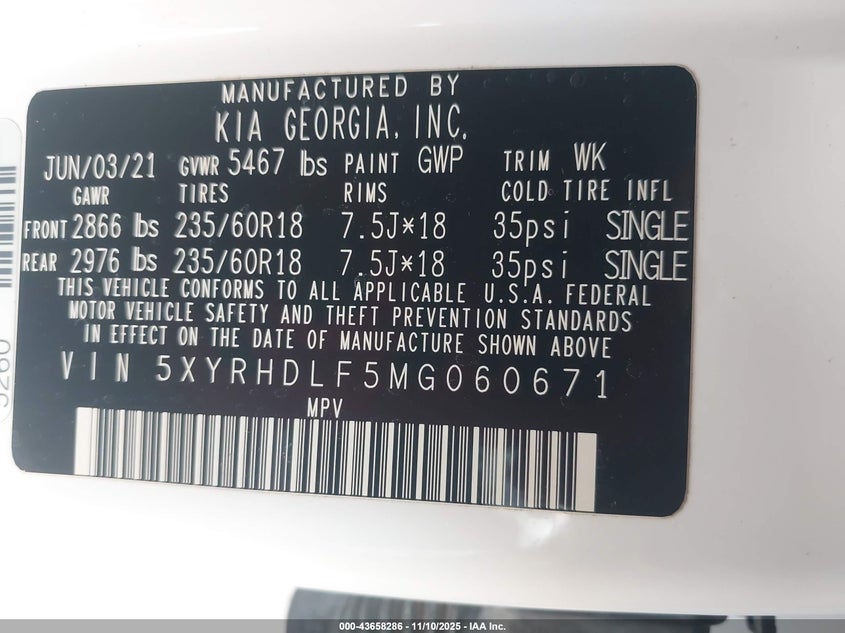 MANUFACTURED BY
KIA GEORGIA, INC.
JUN/03/21 GVWR 5467 lbs PAINT GWP TRIM WK
GAWR TIRES RIMS COLD TIRE INFL
FRONT 2866 lbs 235/60R18 7.5J*18 35psi SINGLE
REAR 2976 lbs 235/60R18 7.5J*18 35psi SINGLE
THIS VEHICLE CONFORMS TO ALL APPLICABLE U.S.A. FEDERAL
MOTOR VEHICLE SAFETY AND THEFT PREVENTION STANDARDS
IN EFFECT ON THE DATE OF MANUFACTURE SHOWN ABOVE
VIN 5XYRHDLF5MG060671
MPV
000-43658286 - 11/10/2025 - IAA Inc.